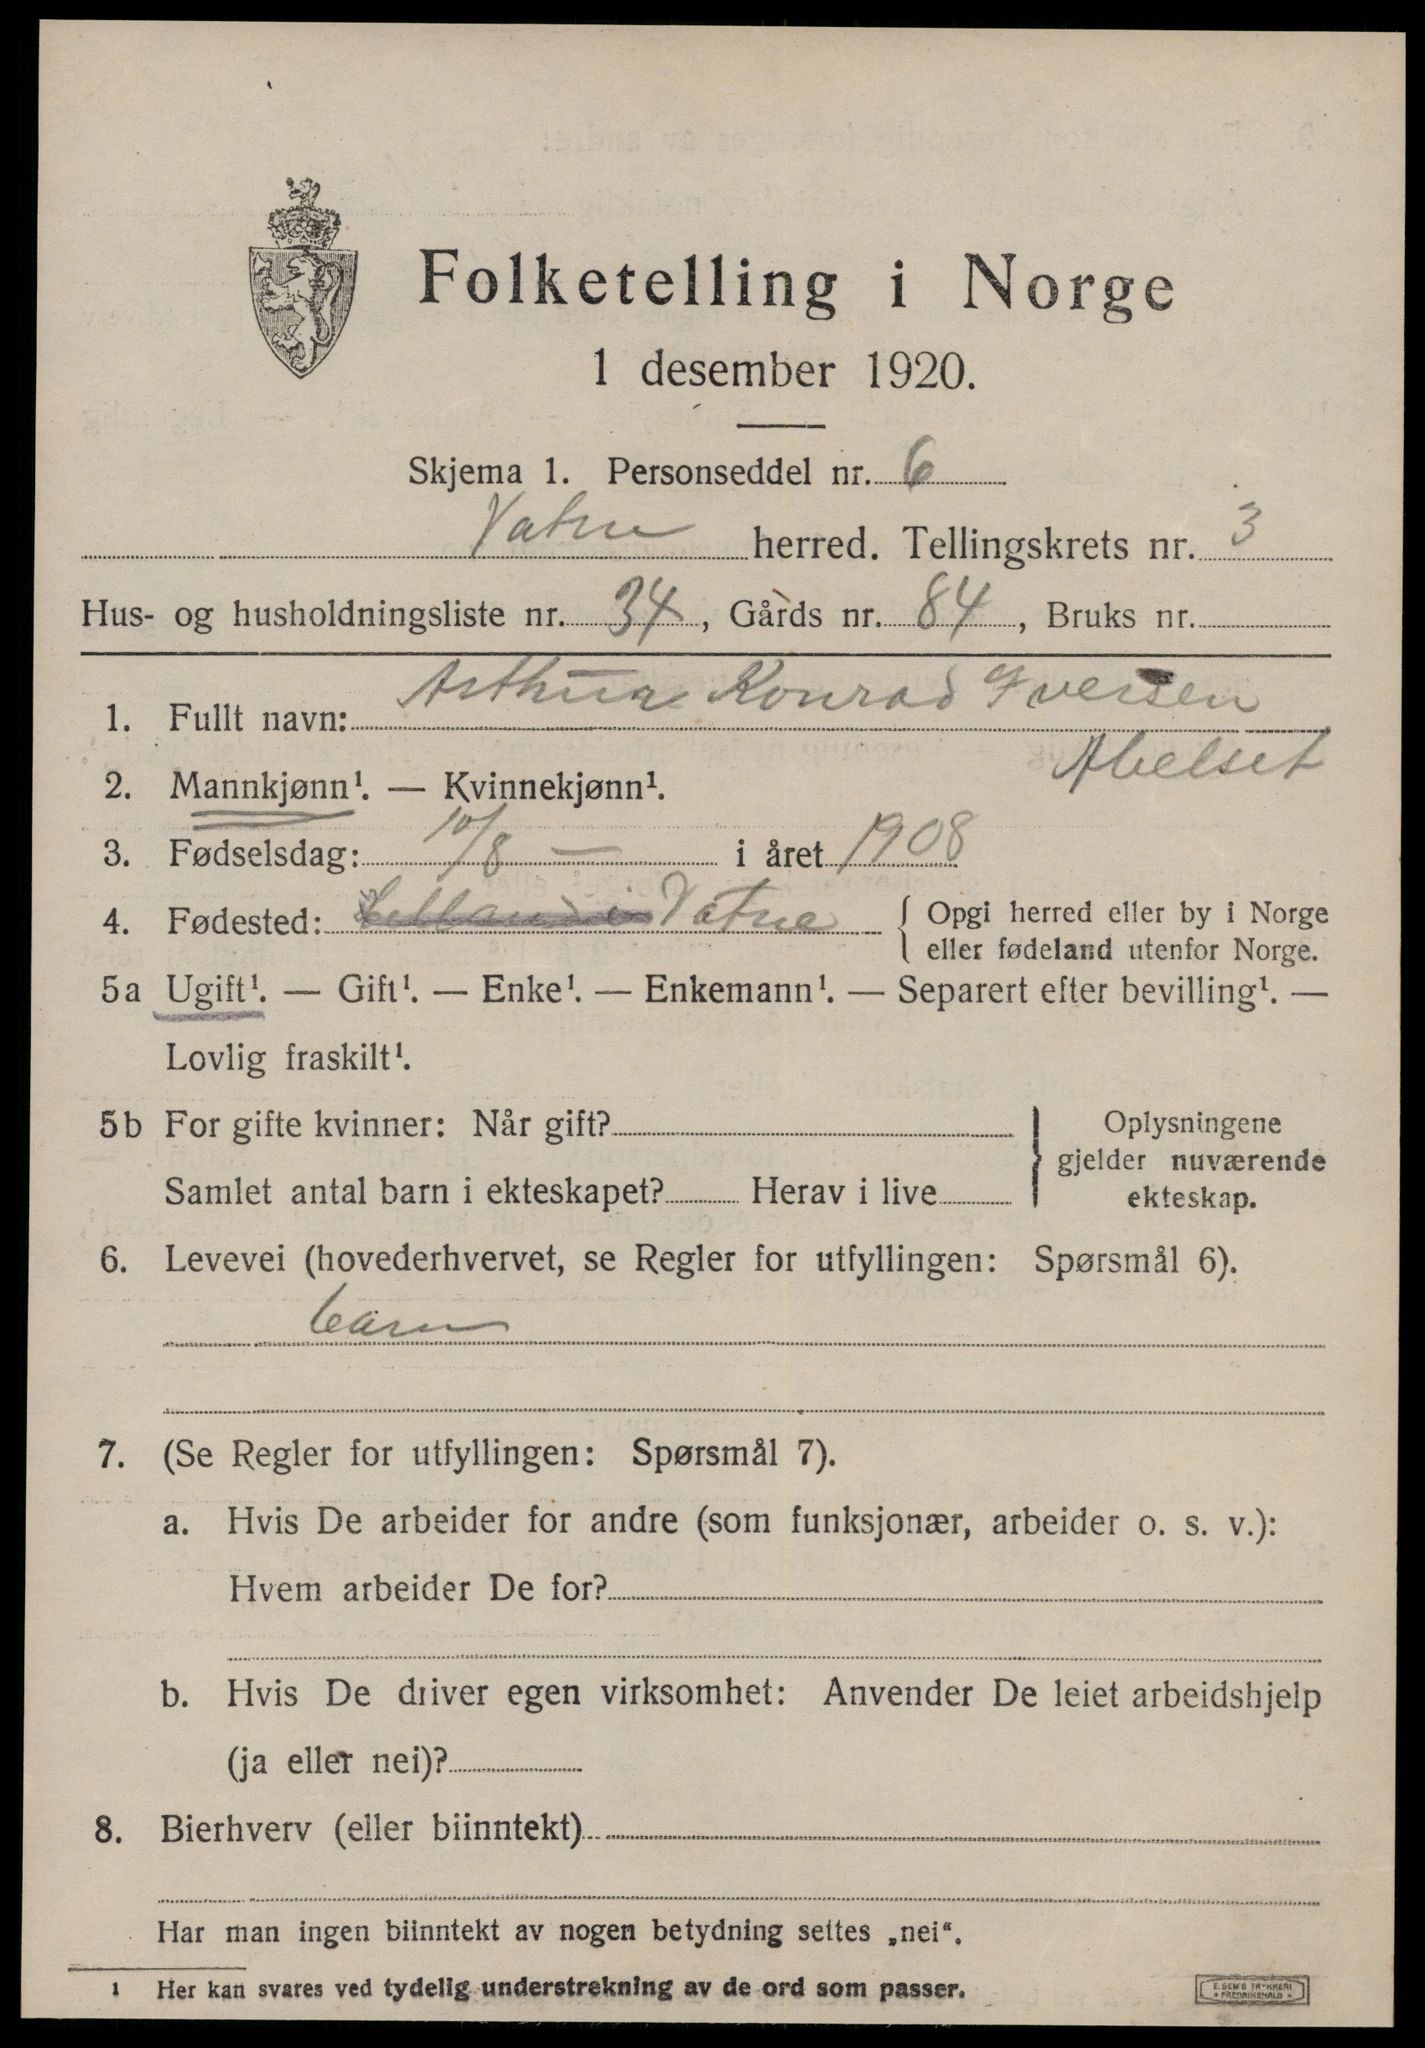 Folketelling i Norge
1 desember 1920.
Skjema 1. Personseddel nr. 6
Vatne herred. Tellingskrets nr. 3
Hus- og husholdningsliste nr. 34, Gårds nr. 84, Bruks nr.
1. Fullt navn: Arthur Konrad Iversen
Abelset
2. Mannkjønn¹. — Kvinnekjønn¹.
3. Fødselsdag: 10/8 — i året 1908
4. Fødested: Vatne { Opgi herred eller by i Norge
eller fødeland utenfor Norge.
5a Ugift¹. — Gift¹. — Enke¹. — Enkemann¹. — Separert efter bevilling¹. —
Lovlig fraskilt¹.
5b For gifte kvinner: Når gift? } Oplysningene
gjelder nuværende
Samlet antal barn i ekteskapet? Herav i live ekteskap.
6. Levevei (hovederhvervet, se Regler for utfyllingen: Spørsmål 6).
barn
7. (Se Regler for utfyllingen: Spørsmål 7).
a. Hvis De arbeider for andre (som funksjonær, arbeider o. s. v.):
Hvem arbeider De for?
b. Hvis De driver egen virksomhet: Anvender De leiet arbeidshjelp
(ja eller nei)?
8. Bierhverv (eller biinntekt)
Har man ingen biinntekt av nogen betydning settes „nei“.
1 Her kan svares ved tydelig understrekning av de ord som passer.
E. SEM'S TRYKKERI
FREDRIKSHALD